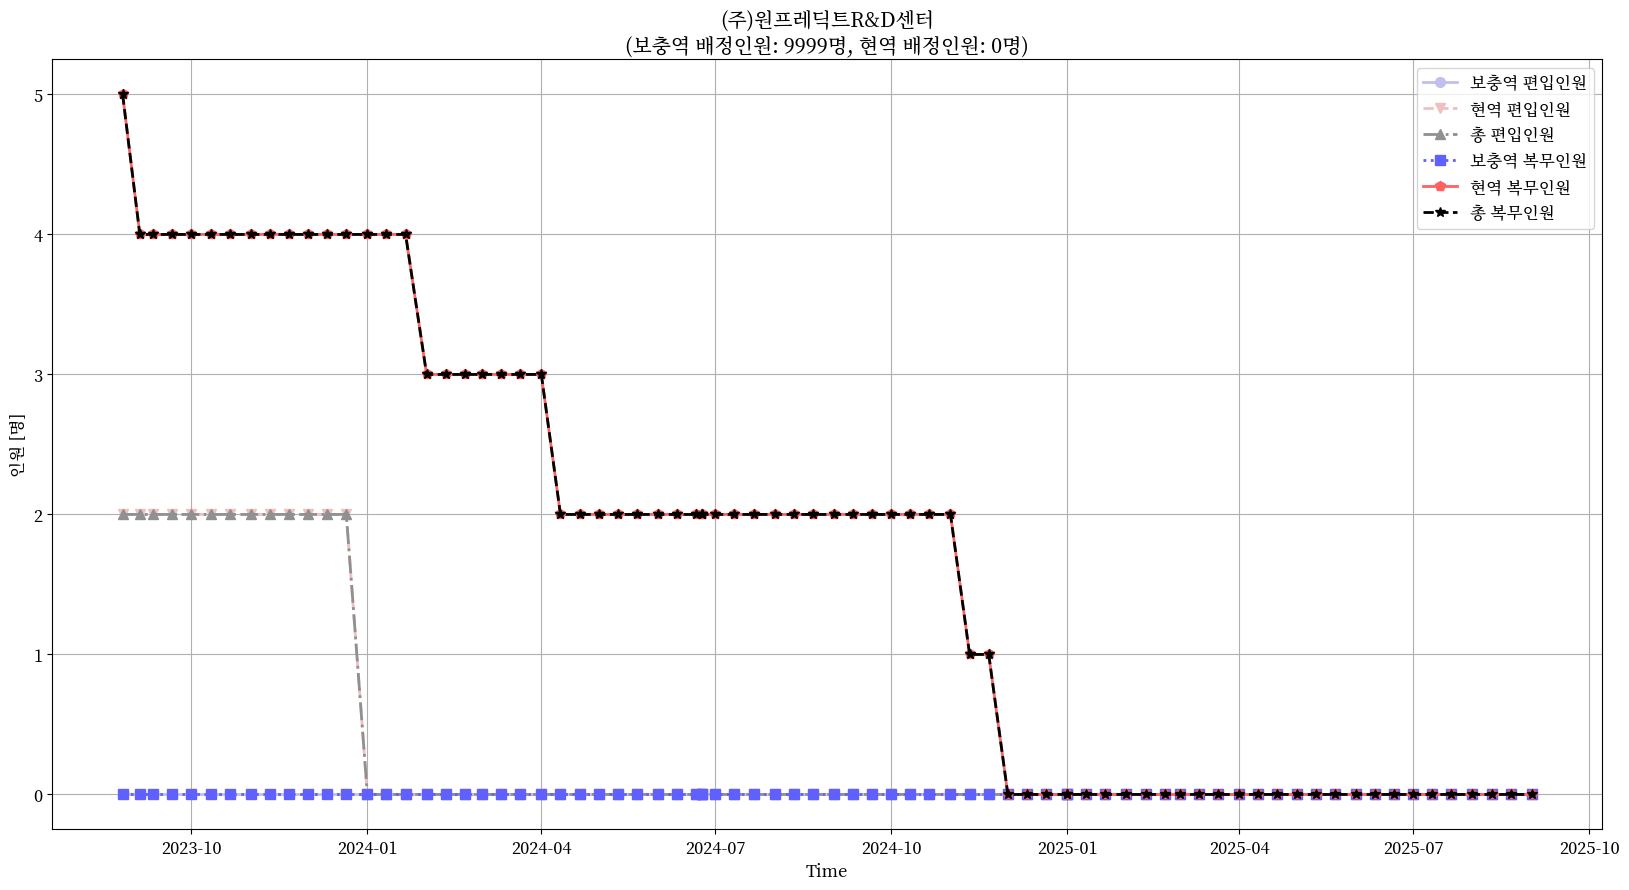 (주)원프레딕트R&D센터
(보충역 배정인원: 9999명, 현역 배정인원: 0명)
보충역 편입인원
현역 편입인원
총 편입인원
보충역 복무인원
현역 복무인원
총 복무인원
인원 [명]
5
4
3
2
1
0
2023-10
2024-01
2024-04
2024-07
2024-10
2025-01
2025-04
2025-07
2025-10
Time